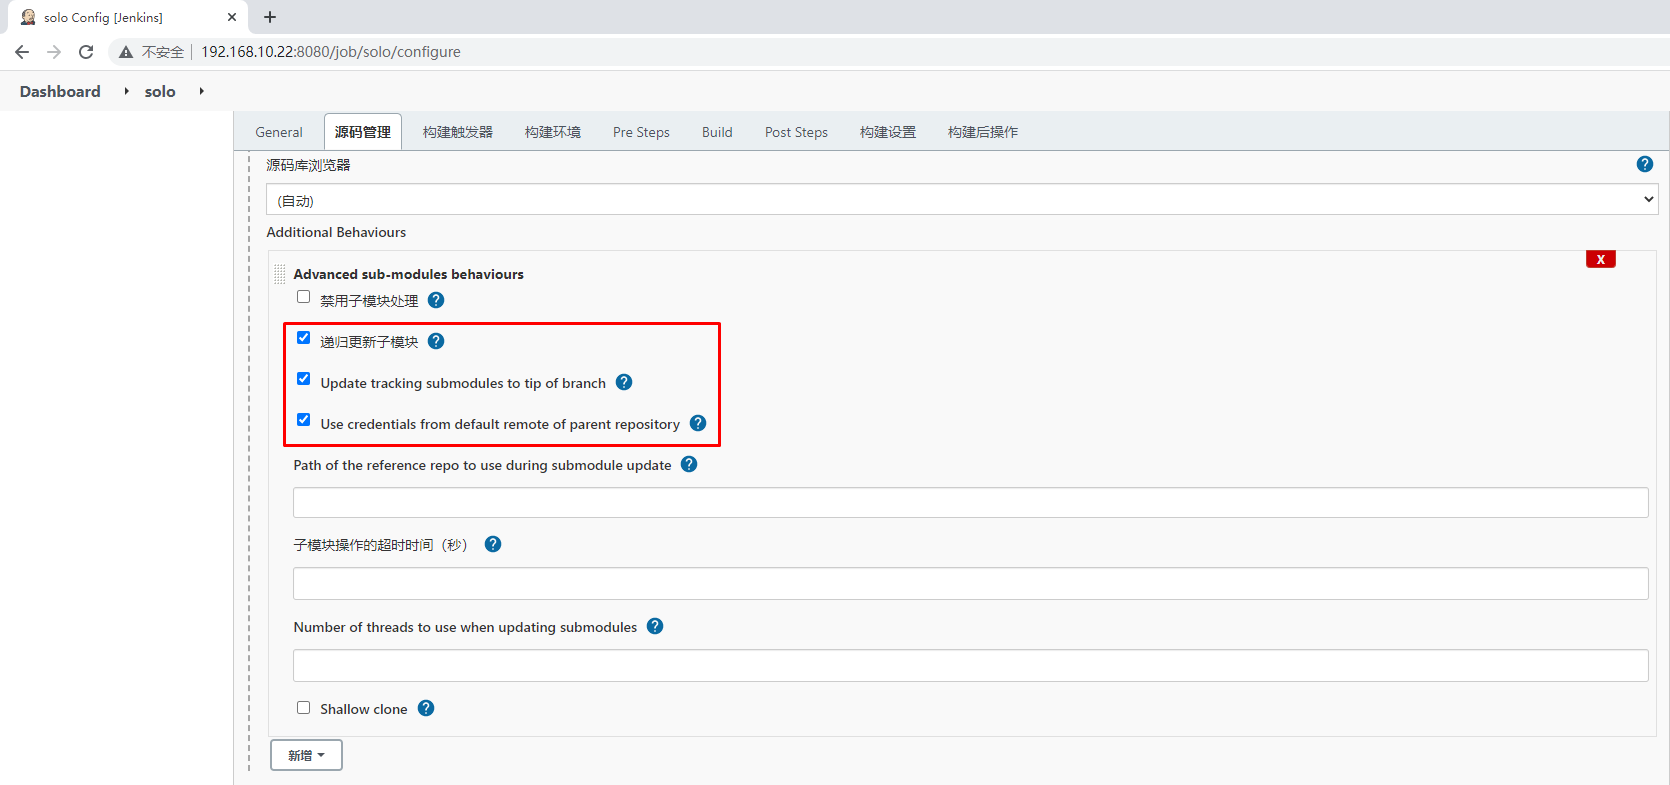 solo Config [Jenkins]
不安全 192.168.10.22:8080/job/solo/configure
Dashboard solo
General 源码管理 构建触发器 构建环境 Pre Steps Build Post Steps 构建设置 构建后操作
源码库浏览器
(自动)
Additional Behaviours
X
Advanced sub-modules behaviours
禁用子模块处理
递归更新子模块
Update tracking submodules to tip of branch
Use credentials from default remote of parent repository
Path of the reference repo to use during submodule update
子模块操作的超时时间（秒）
Number of threads to use when updating submodules
Shallow clone
新增